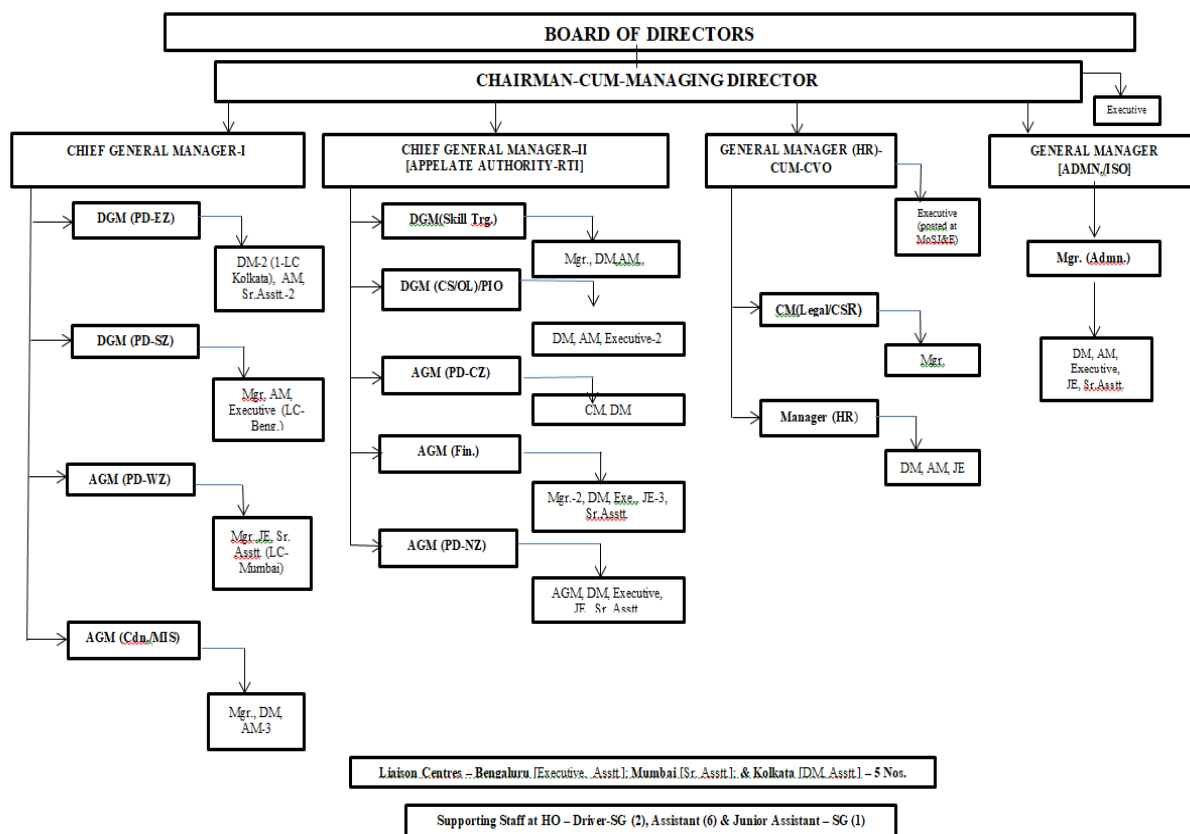 BOARD OF DIRECTORS
CHAIRMAN-CUM-MANAGING DIRECTOR
Executive
CHIEF GENERAL MANAGER-I
DGM (PD-EZ)
DM-2 (1-LC
Kolkata), AM,
Sr.Asstt.-2
DGM (PD-SZ)
Mgr, AM,
Executive (LC-
Beng.)
AGM (PD-WZ)
Mgr, JE, Sr.
Asstt. (LC-
Mumbai)
AGM (Cdn./MIS)
Mgr., DM,
AM-3
CHIEF GENERAL MANAGER–II
[APPELATE AUTHORITY-RTI]
DGM(Skill Trg.)
Mgr., DM,AM,,
DGM (CS/OL)/PIO
DM, AM, Executive-2
AGM (PD-CZ)
CM, DM
AGM (Fin.)
Mgr.-2, DM, Exe., JE-3,
Sr.Asstt.
AGM (PD-NZ)
AGM, DM, Executive,
JE, Sr. Asstt.
GENERAL MANAGER (HR)-
CUM-CVO
Executive
(posted at
MoSJ&E)
CM(Legal/CSR)
Mgr.
Manager (HR)
DM, AM, JE
GENERAL MANAGER
[ADMN./ISO]
Mgr. (Admn.)
DM, AM,
Executive,
JE, Sr.Asstt.
Liaison Centres – Bengaluru [Executive, Asstt.]; Mumbai [Sr. Asstt.]; & Kolkata [DM, Asstt.] – 5 Nos.
Supporting Staff at HO – Driver-SG (2), Assistant (6) & Junior Assistant – SG (1)